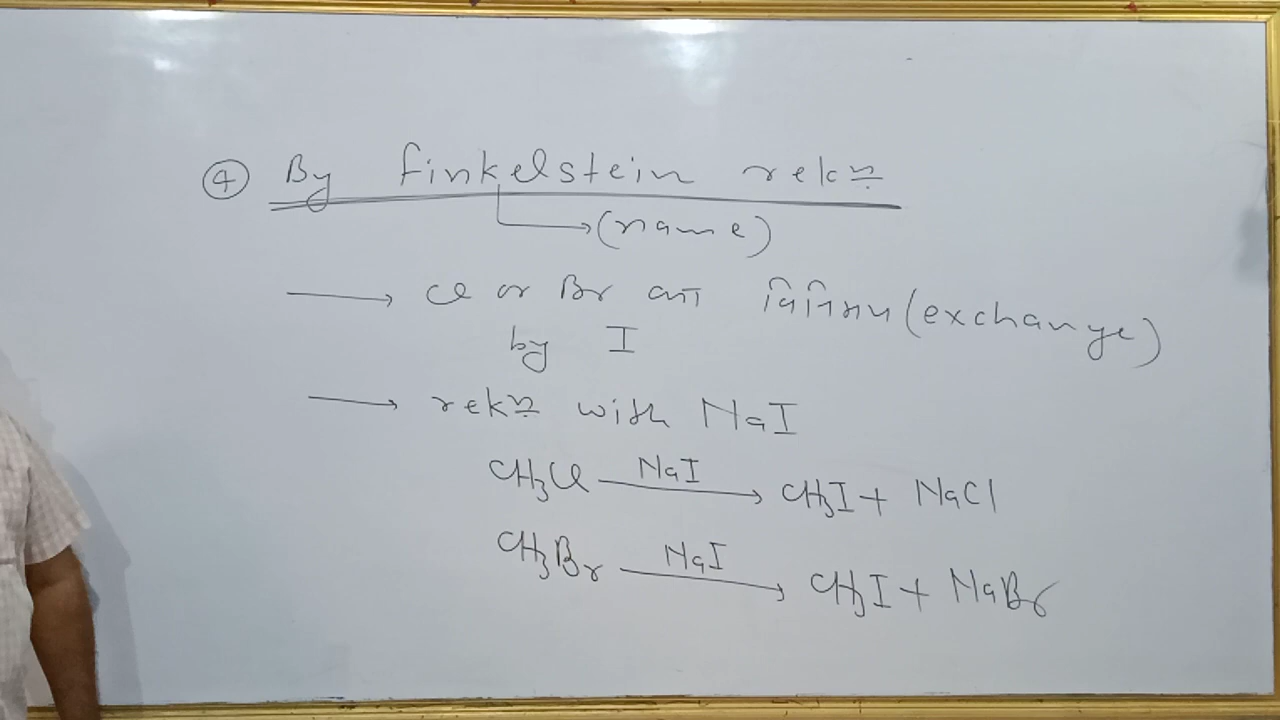 ④ By finkelstein rekn
(name)
→ Cl or Br का विनिमय (exchange)
by I
→ rekn with NaI
CH₃Cl —NaI→ CH₃I + NaCl
CH₃Br —NaI→ CH₃I + NaBr